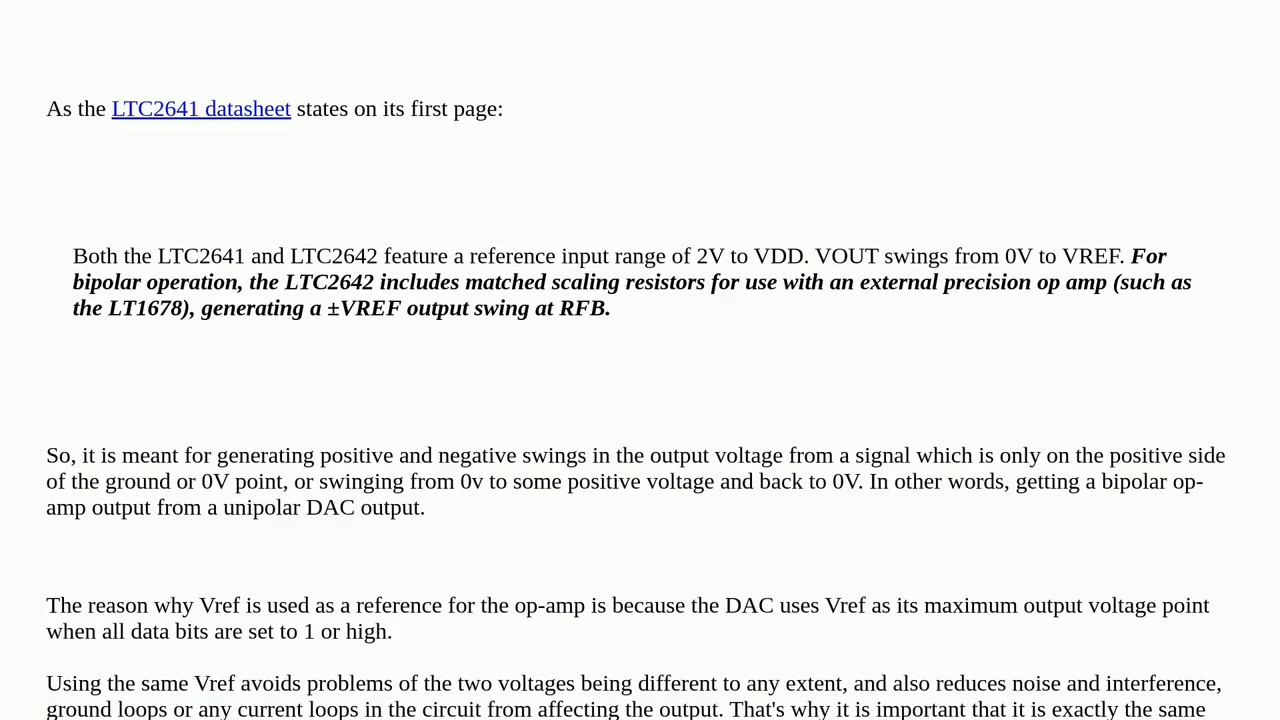 As the LTC2641 datasheet states on its first page:
Both the LTC2641 and LTC2642 feature a reference input range of 2V to VDD. VOUT swings from 0V to VREF. For
bipolar operation, the LTC2642 includes matched scaling resistors for use with an external precision op amp (such as
the LT1678), generating a ±VREF output swing at RFB.
So, it is meant for generating positive and negative swings in the output voltage from a signal which is only on the positive side
of the ground or 0V point, or swinging from 0v to some positive voltage and back to 0V. In other words, getting a bipolar op-
amp output from a unipolar DAC output.
The reason why Vref is used as a reference for the op-amp is because the DAC uses Vref as its maximum output voltage point
when all data bits are set to 1 or high.
Using the same Vref avoids problems of the two voltages being different to any extent, and also reduces noise and interference,
ground loops or any current loops in the circuit from affecting the output. That's why it is important that it is exactly the same